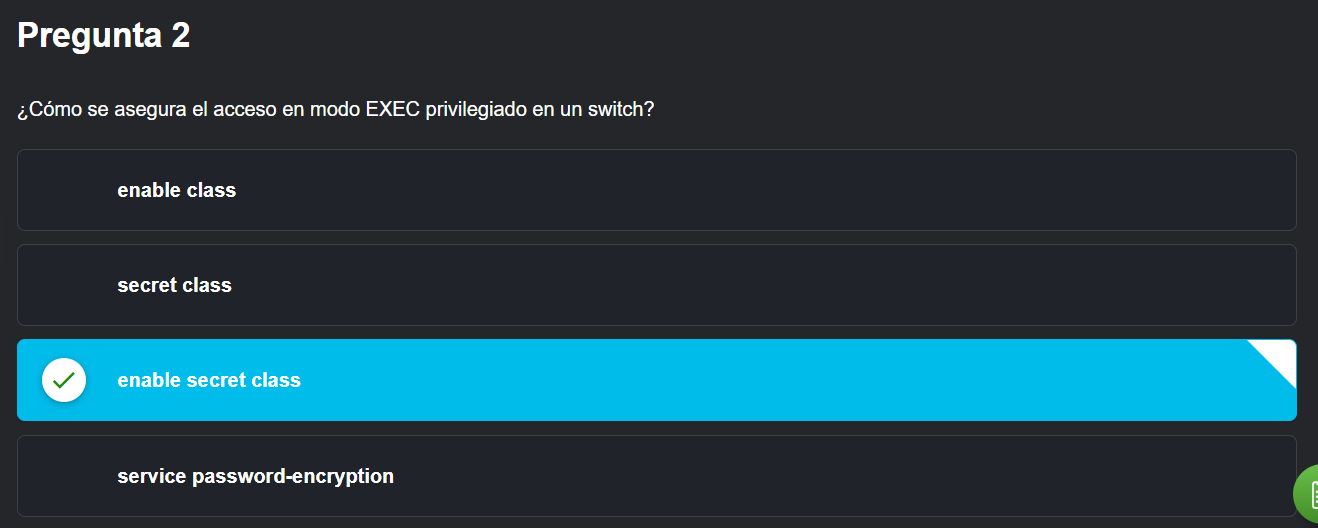 Pregunta 2
¿Cómo se asegura el acceso en modo EXEC privilegiado en un switch?
enable class
secret class
enable secret class
service password-encryption